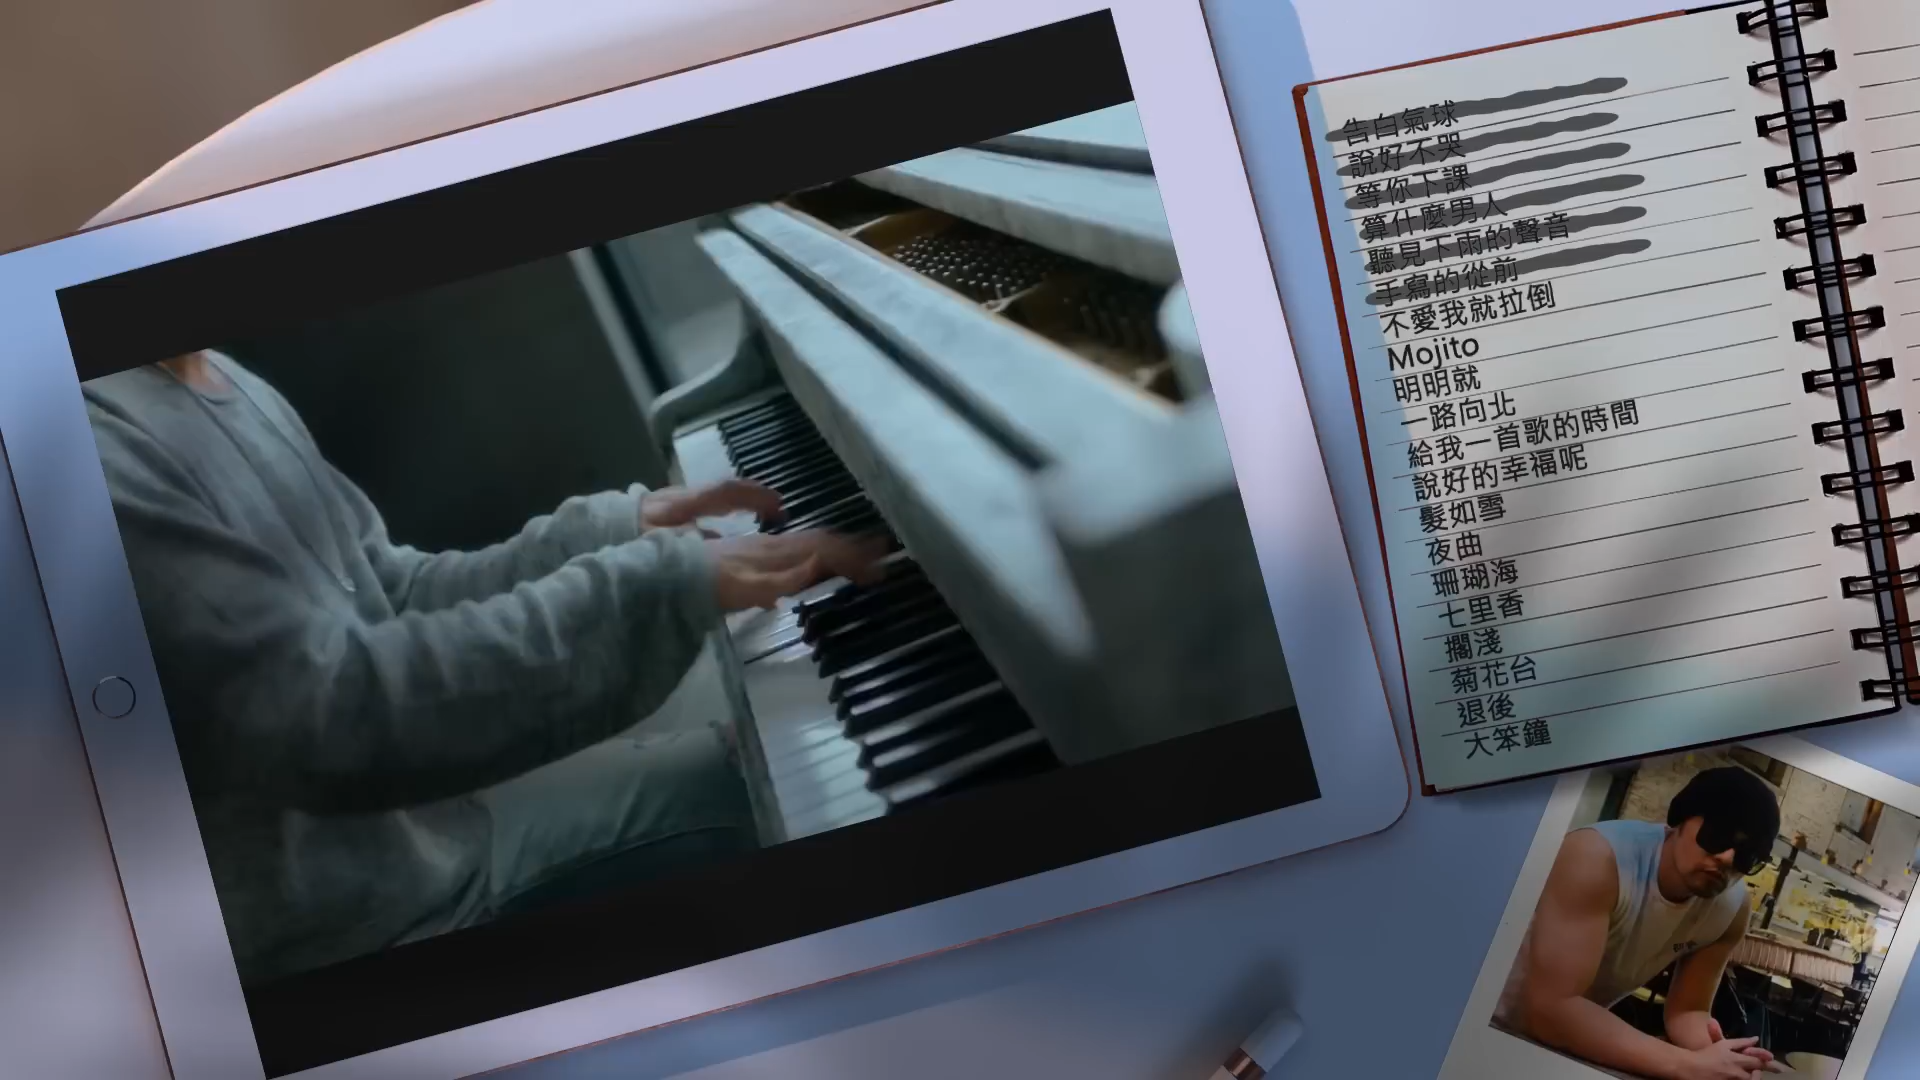 告白氣球
說好不哭
等你下課
算什麼男人
聽見下雨的聲音
手寫的從前
不愛我就拉倒
Mojito
明明就
一路向北
給我一首歌的時間
說好的幸福呢
髮如雪
夜曲
珊瑚海
七里香
擱淺
菊花台
退後
大笨鐘